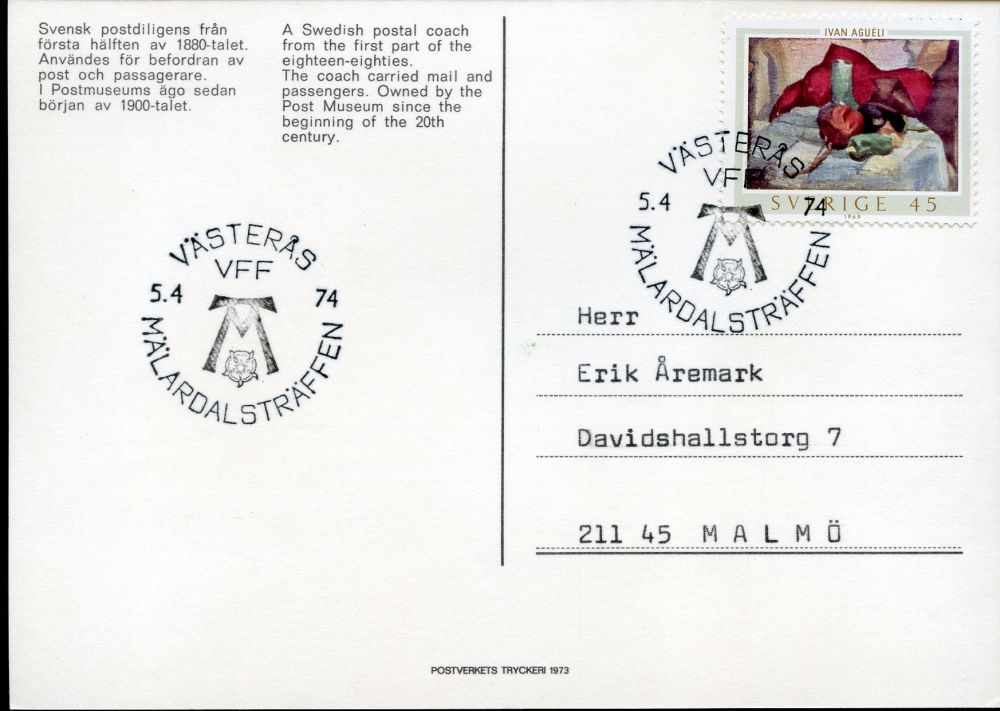 Svensk postdiligens från
första hälften av 1880-talet.
Användes för befordran av
post och passagerare.
I Postmuseums ägo sedan
början av 1900-talet.
A Swedish postal coach
from the first part of the
eighteen-eighties.
The coach carried mail and
passengers. Owned by the
Post Museum since the
beginning of the 20th
century.
IVAN AGUELI
SVERIGE 45
1969
VÄSTERÅS
VFF
5.4 74
MÄLARDALSTRÄFFEN
VÄSTERÅS
VFF
5.4 74
MÄLARDALSTRÄFFEN
Herr
Erik Åremark
Davidshallstorg 7
211 45 M A L M Ö
POSTVERKETS TRYCKERI 1973